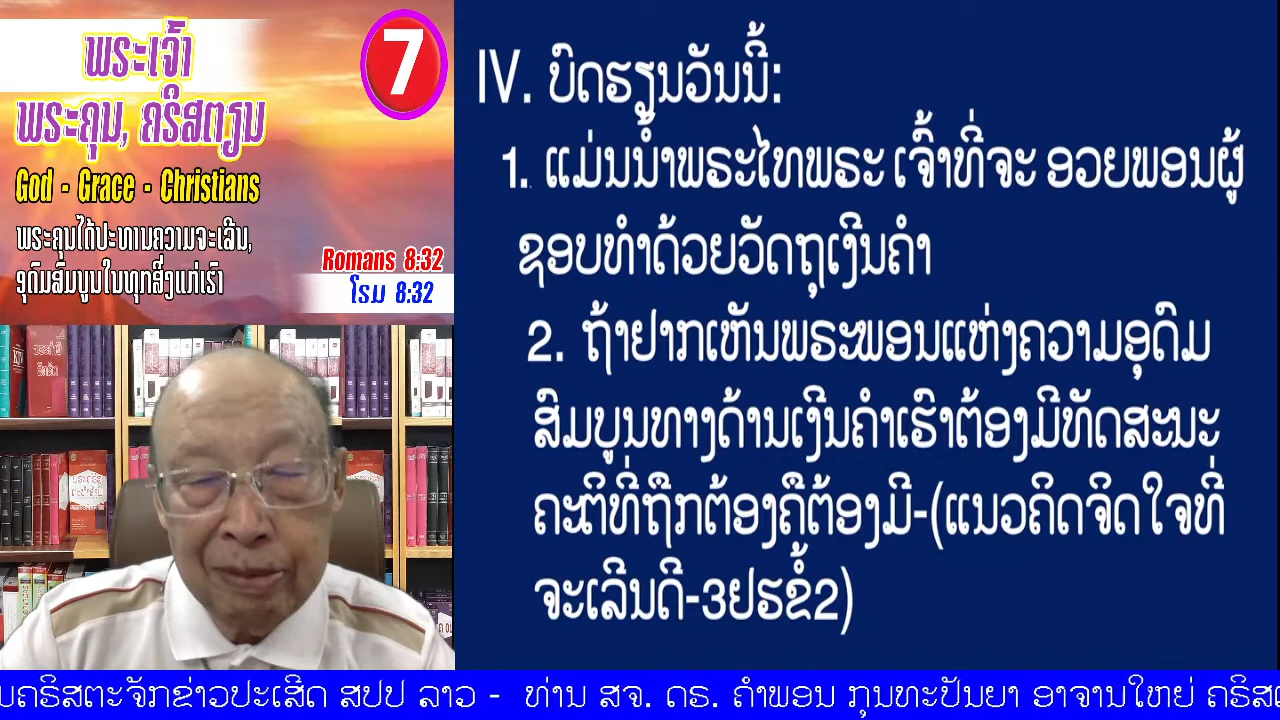 ພຣະເຈົ້າ
ພຣະຄຸນ, ຄຣິສຕຽນ
God - Grace - Christians
ພຣະຄຸນໄດ້ປະທານຄວາມຈະເລີນ,
ອຸດົມສົມບູນໃນທຸກສິ່ງແກ່ເຮົາ
7
Romans 8:32
ໂຣມ 8:32
IV. ບົດຮຽນວັນນີ້:
1. ແມ່ນນ້ຳພຣະໄທພຣະ ເຈົ້າທີ່ຈະ ອວຍພອນຜູ້
ຊອບທຳດ້ວຍວັດຖຸເງິນຄຳ
2. ຖ້າຢາກເຫັນພຣະພອນແຫ່ງຄວາມອຸດົມ
ສົມບູນທາງດ້ານເງີນຄຳເຮົາຕ້ອງມີທັດສະນະ
ຄະຕິທີ່ຖືກຕ້ອງຄືຕ້ອງມີ-(ແນວຄິດຈິດໃຈທີ່
ຈະເລີນດີ-3ຢຮຂໍ້2)
ບຄຣິສຕະຈັກຂ່າວປະເສີດ ສປປ ລາວ - ທ່ານ ສຈ. ດຣ. ຄຳພອນ ກຸນທະປັນຍາ ອາຈານໃຫຍ່ ຄຣິສ